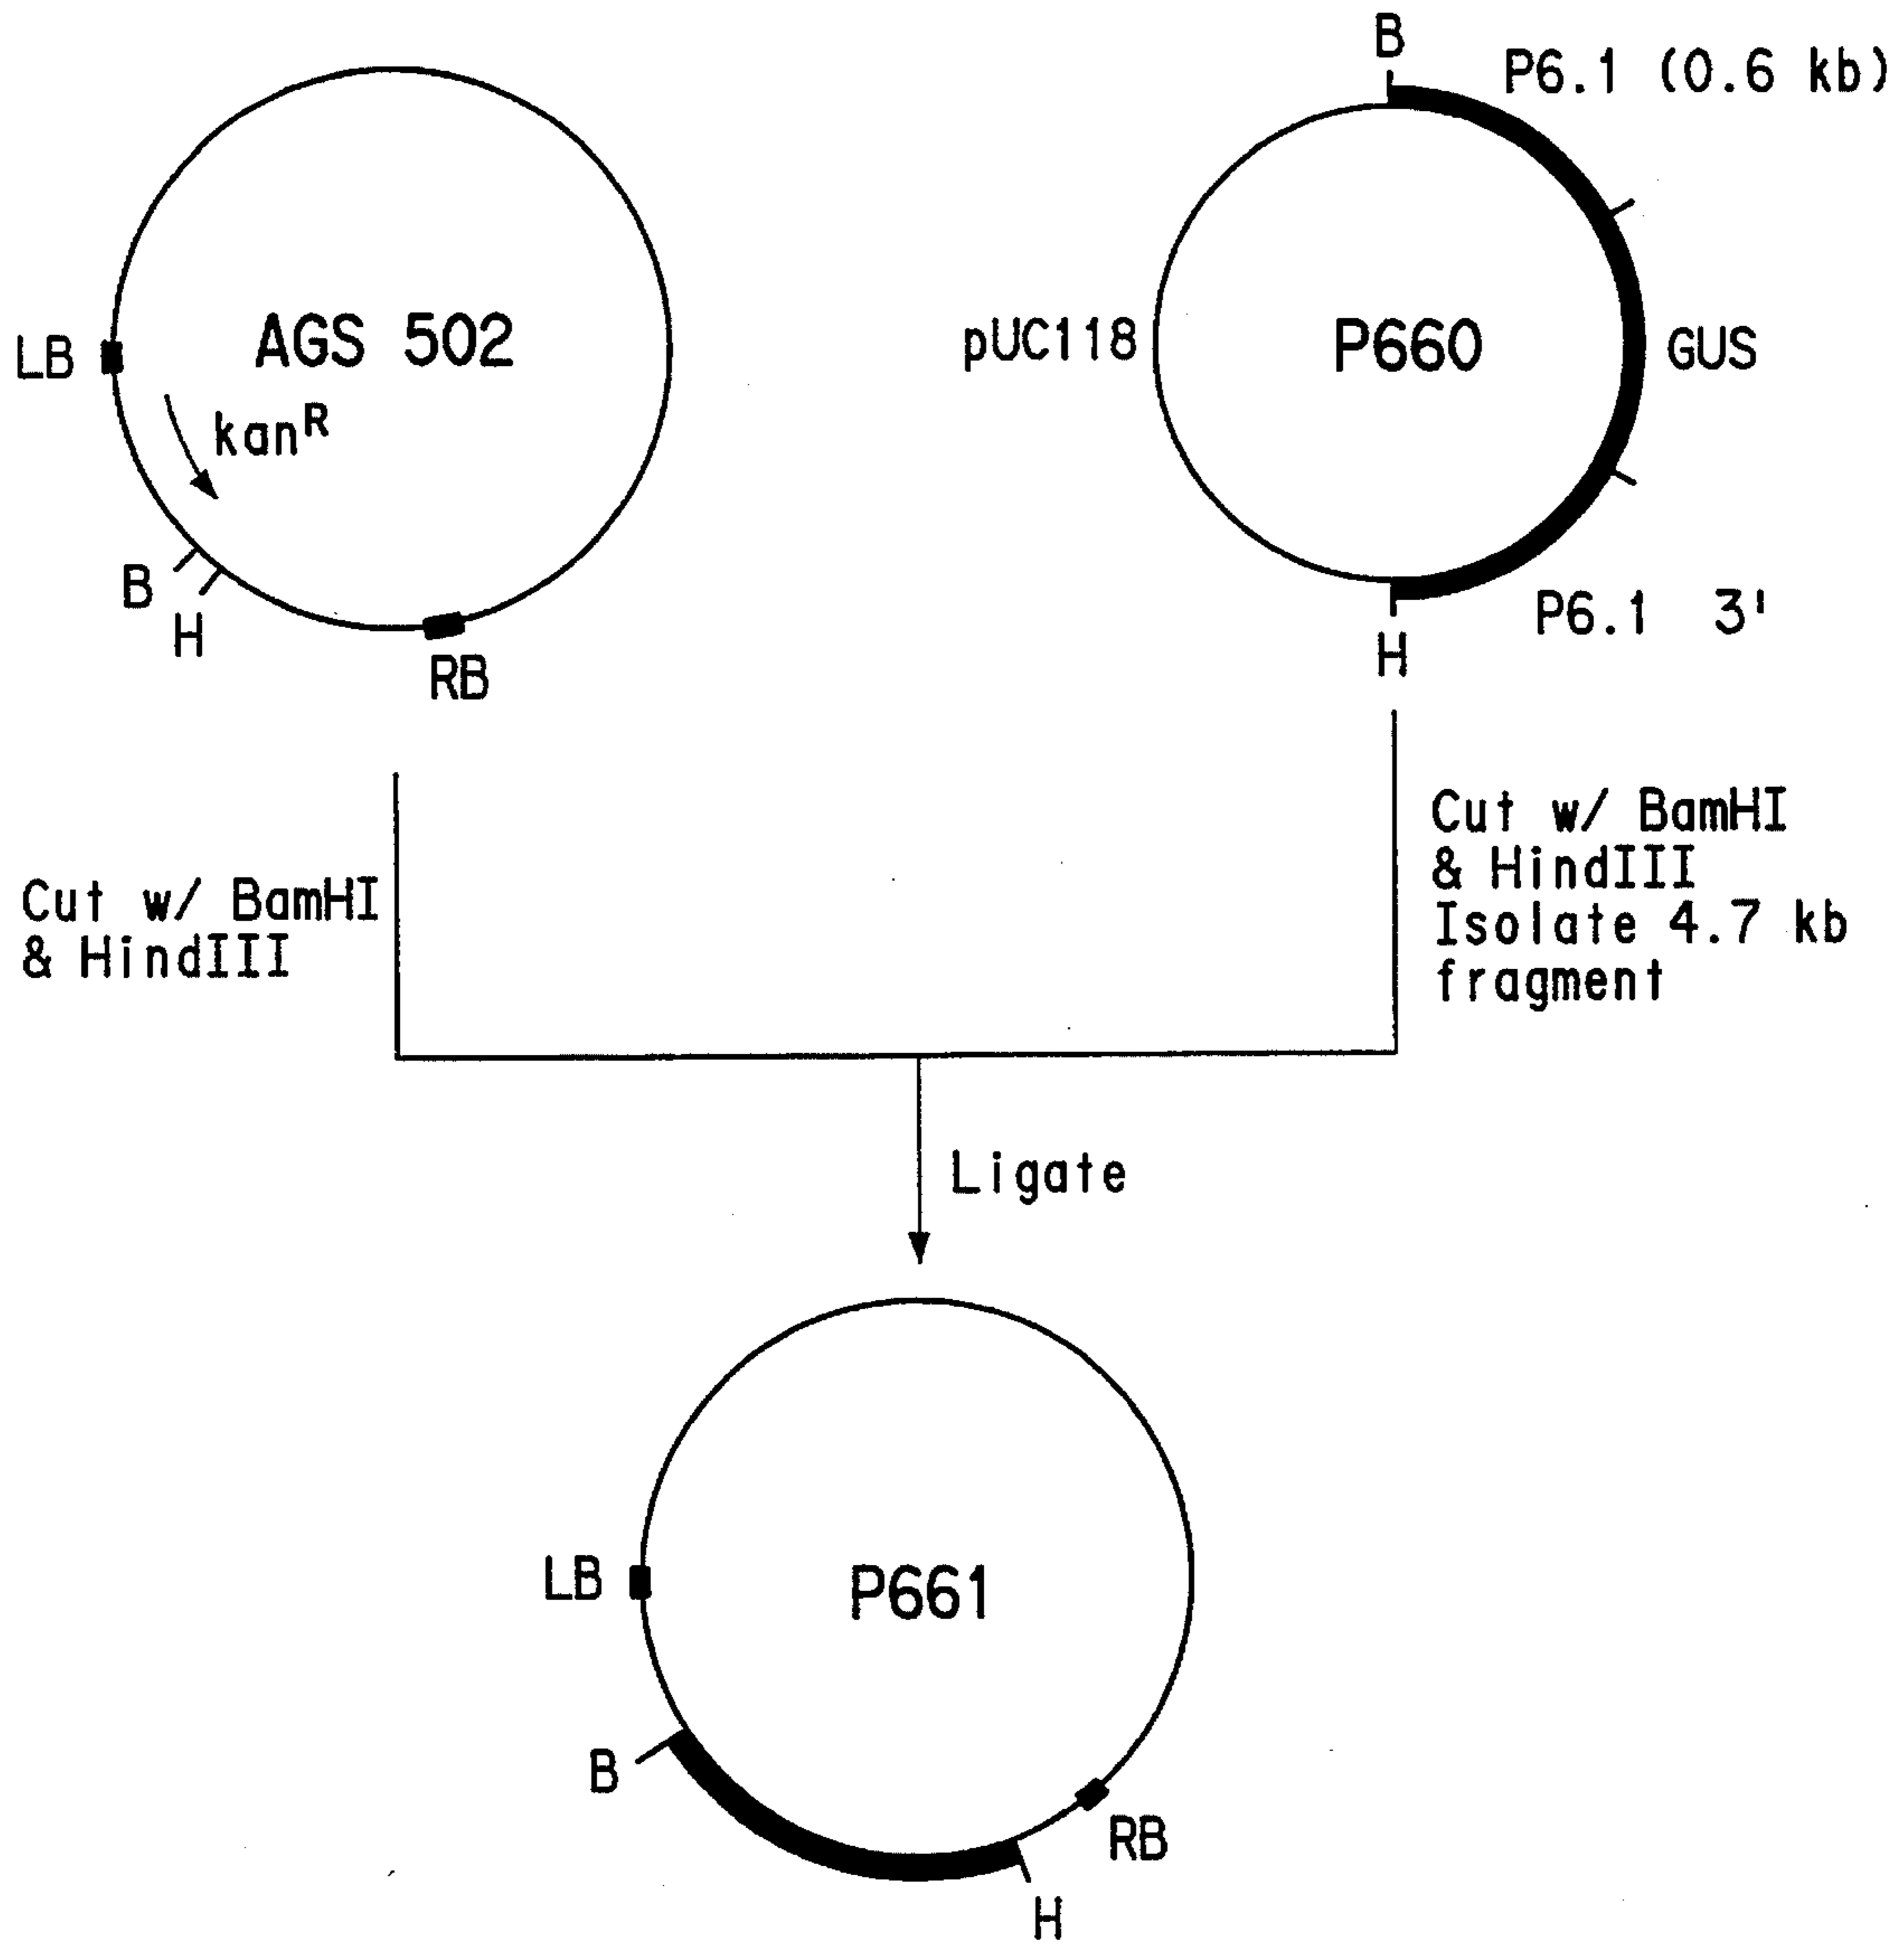 AGS 502
LB
kanR
B
H
RB
B
P6.1 (0.6 kb)
pUC118
P660
GUS
P6.1 3'
H
Cut w/ BamHI
& HindIII
Cut w/ BamHI
& HindIII
Isolate 4.7 kb
fragment
Ligate
LB
P661
B
RB
H